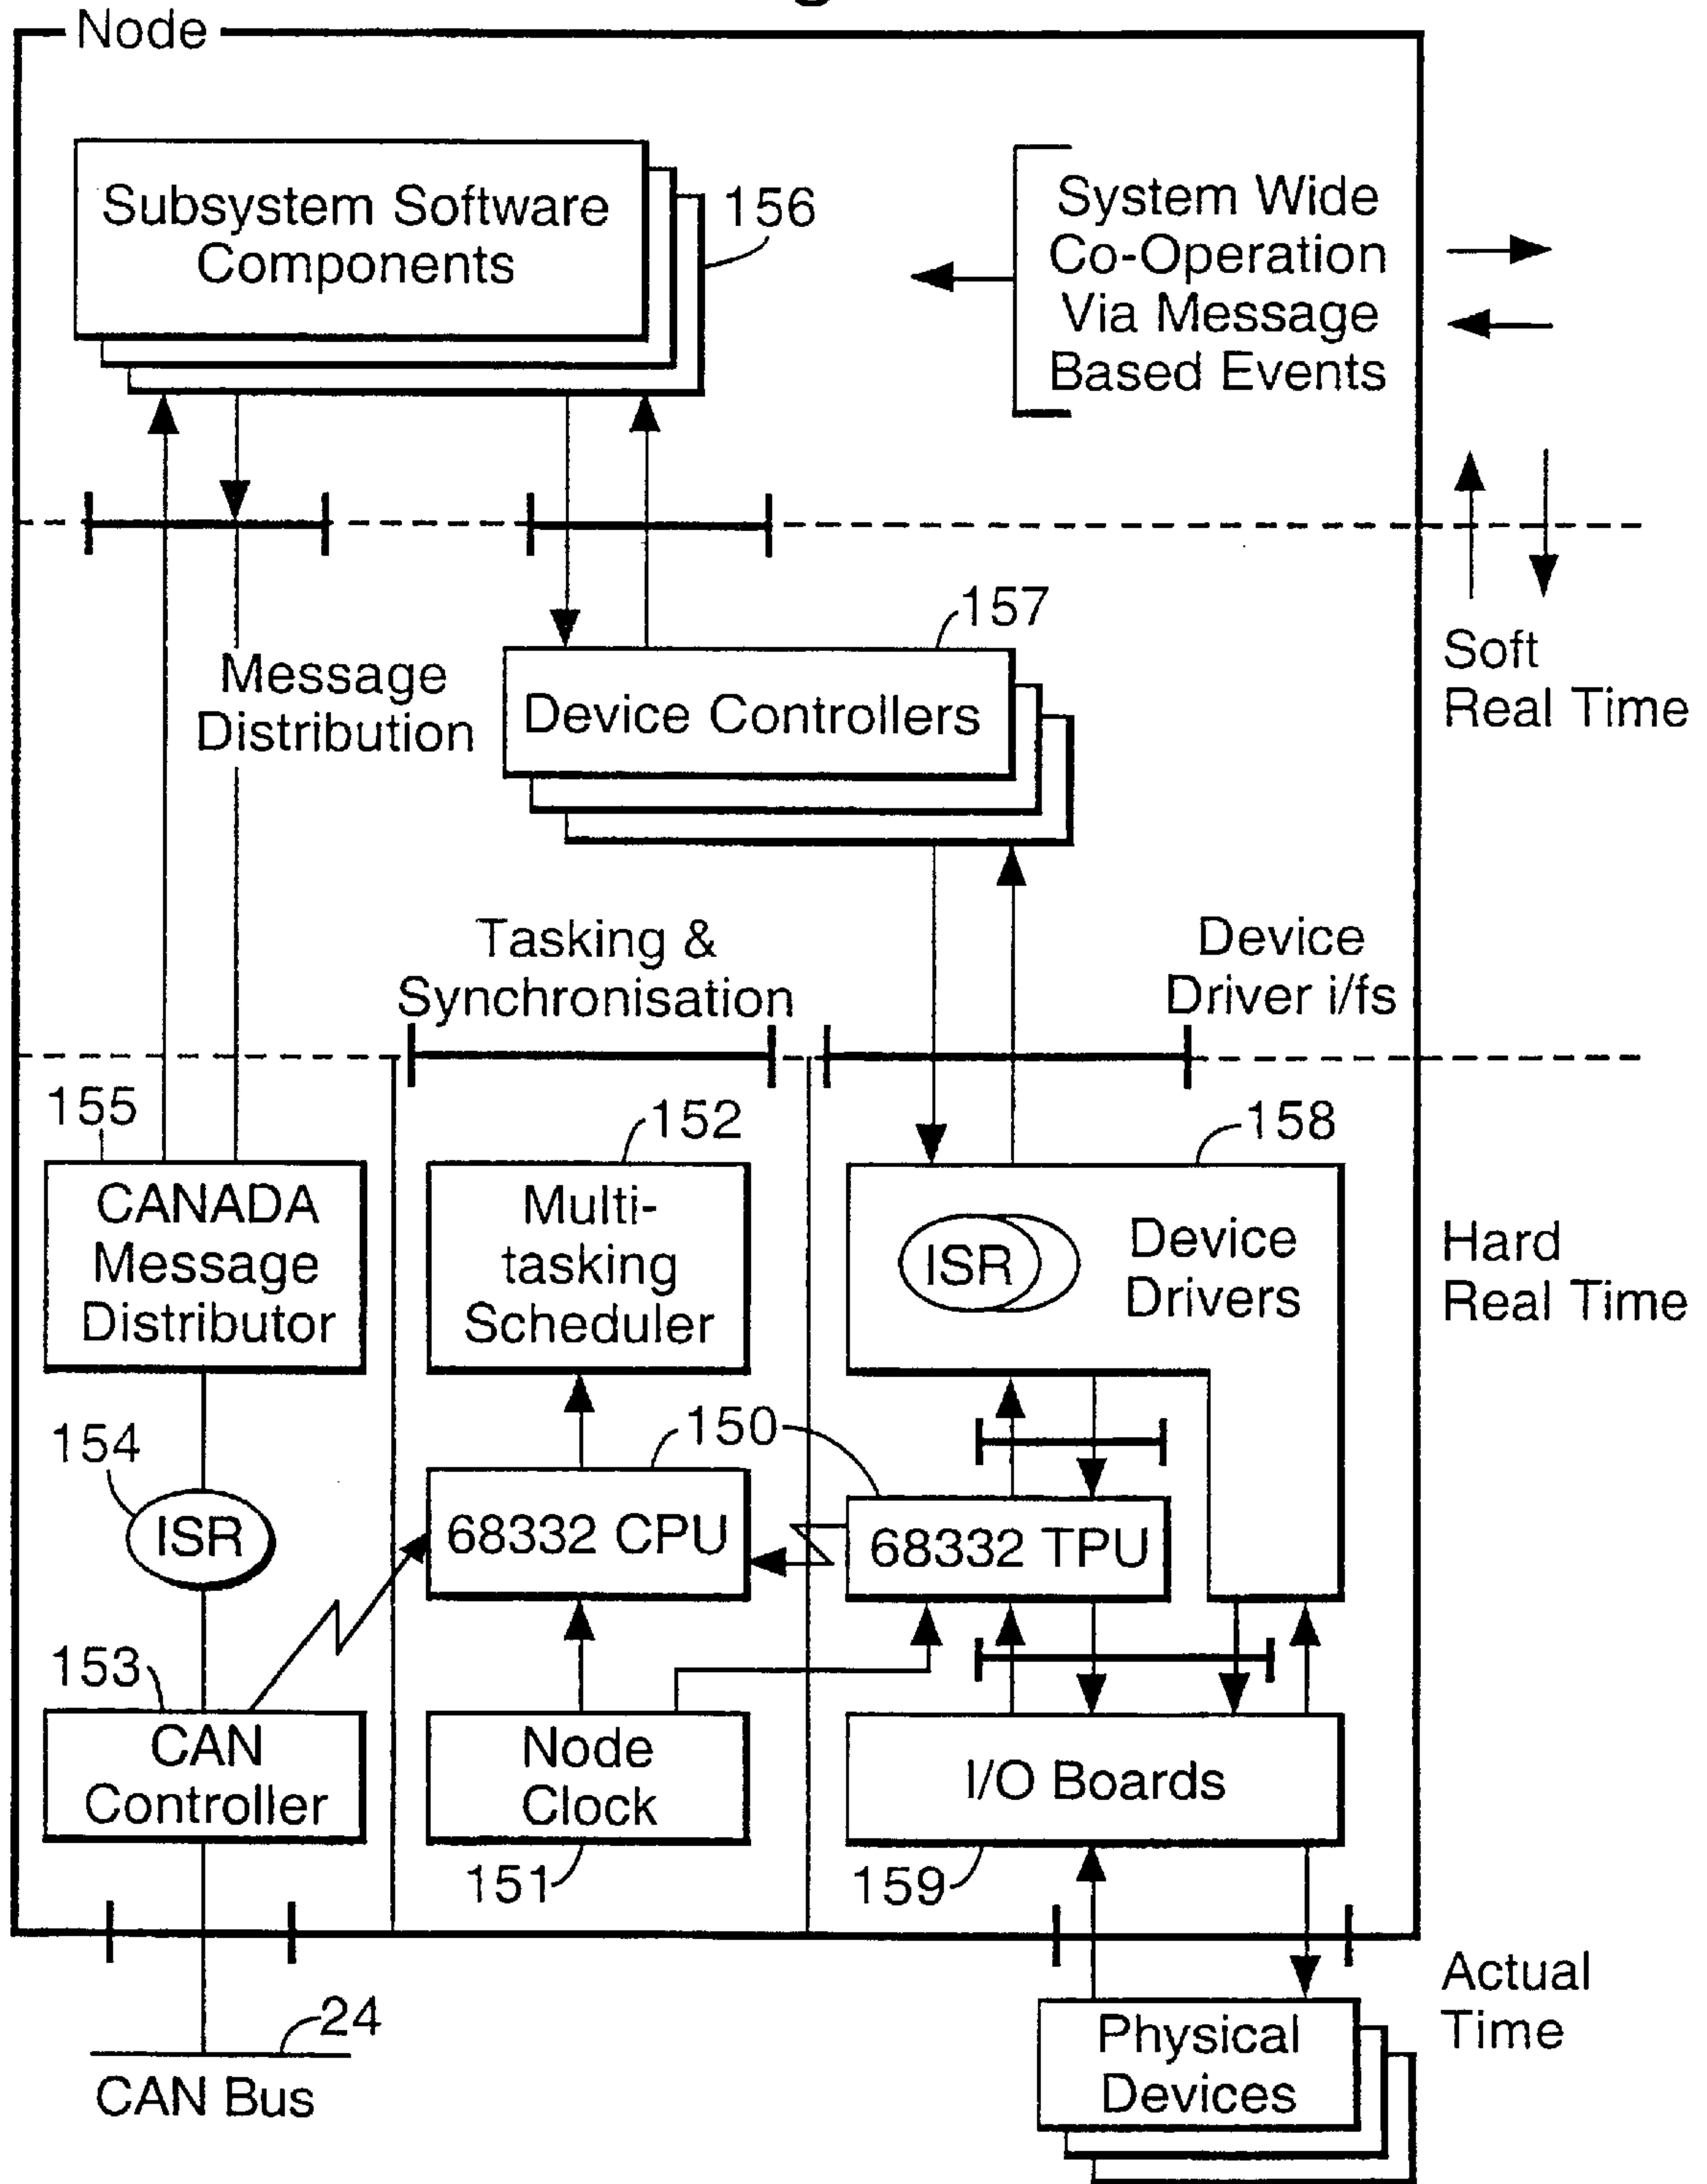 Node
Subsystem Software
Components
156
System Wide
Co-Operation
Via Message
Based Events
157
Soft
Real Time
Message
Distribution
Device Controllers
Tasking &
Synchronisation
Device
Driver i/fs
155
152
158
CANADA
Message
Distributor
Multi-
tasking
Scheduler
ISR
Device
Drivers
Hard
Real Time
154
150
ISR
68332 CPU
68332 TPU
153
CAN
Controller
Node
Clock
I/O Boards
151
159
Actual
Time
24
CAN Bus
Physical
Devices